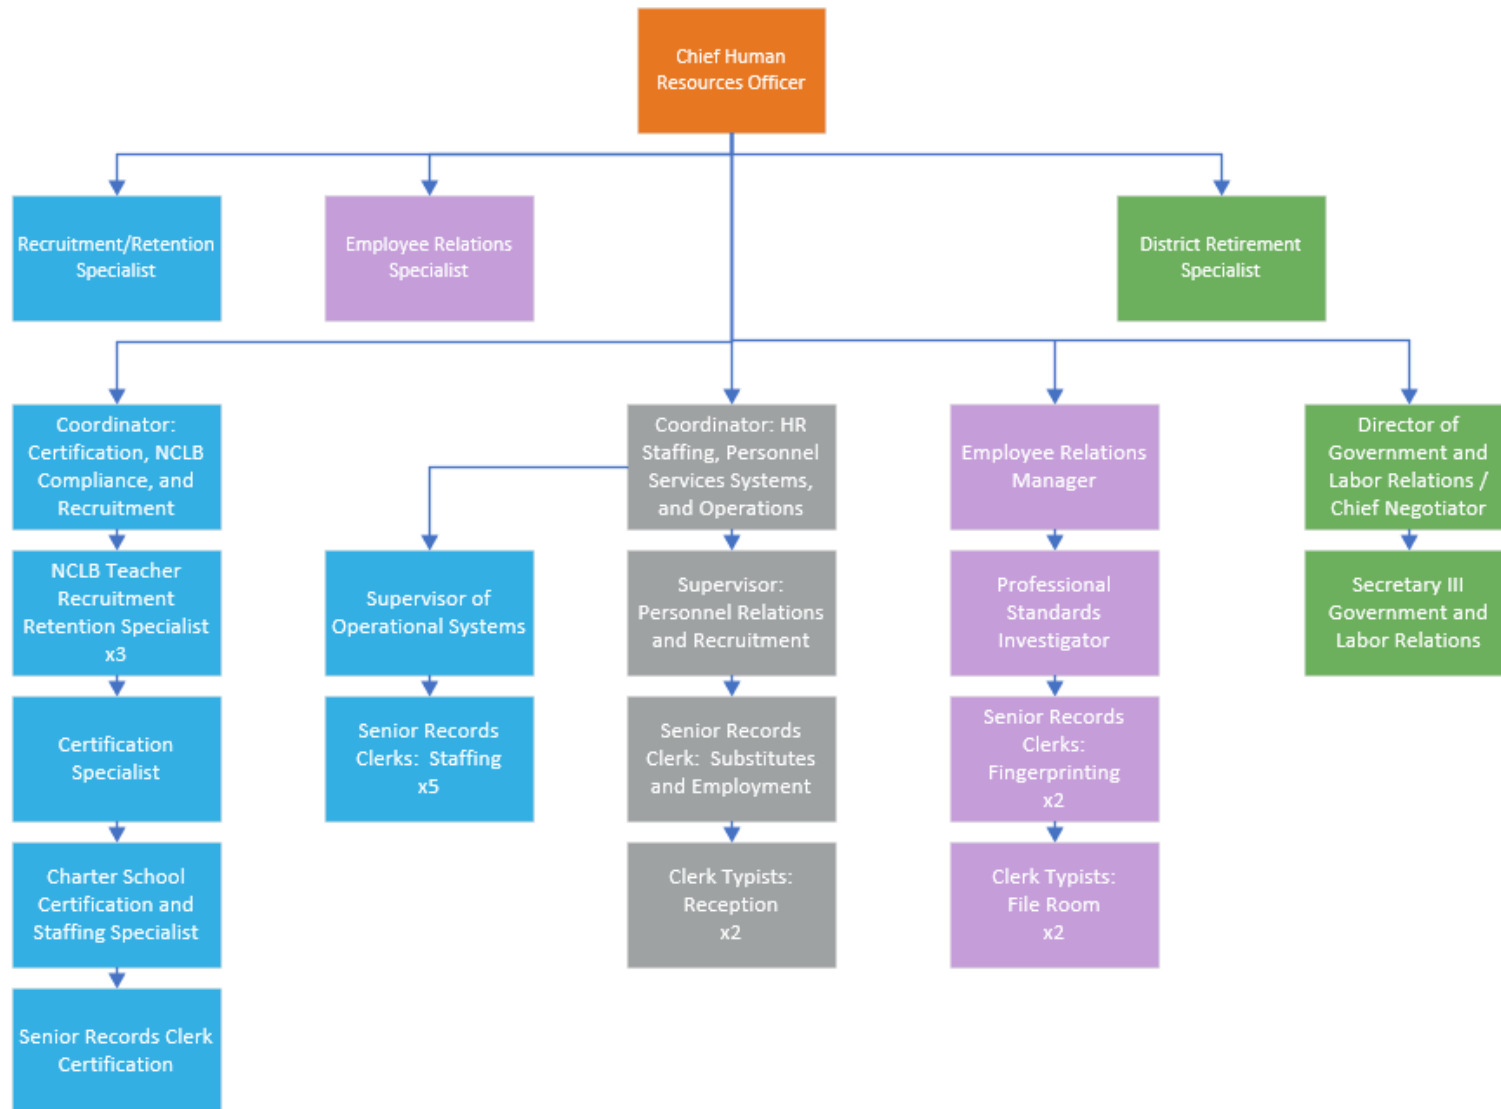 Chief Human
Resources Officer
Recruitment/Retention
Specialist
Employee Relations
Specialist
District Retirement
Specialist
Coordinator:
Certification, NCLB
Compliance, and
Recruitment
Coordinator: HR
Staffing, Personnel
Services Systems,
and Operations
Employee Relations
Manager
Director of
Government and
Labor Relations /
Chief Negotiator
NCLB Teacher
Recruitment
Retention Specialist
x3
Supervisor of
Operational Systems
Supervisor:
Personnel Relations
and Recruitment
Professional
Standards
Investigator
Secretary III
Government and
Labor Relations
Certification
Specialist
Senior Records
Clerks:  Staffing
x5
Senior Records
Clerk:  Substitutes
and Employment
Senior Records
Clerks:
Fingerprinting
x2
Charter School
Certification and
Staffing Specialist
Clerk Typists:
Reception
x2
Clerk Typists:
File Room
x2
Senior Records Clerk
Certification